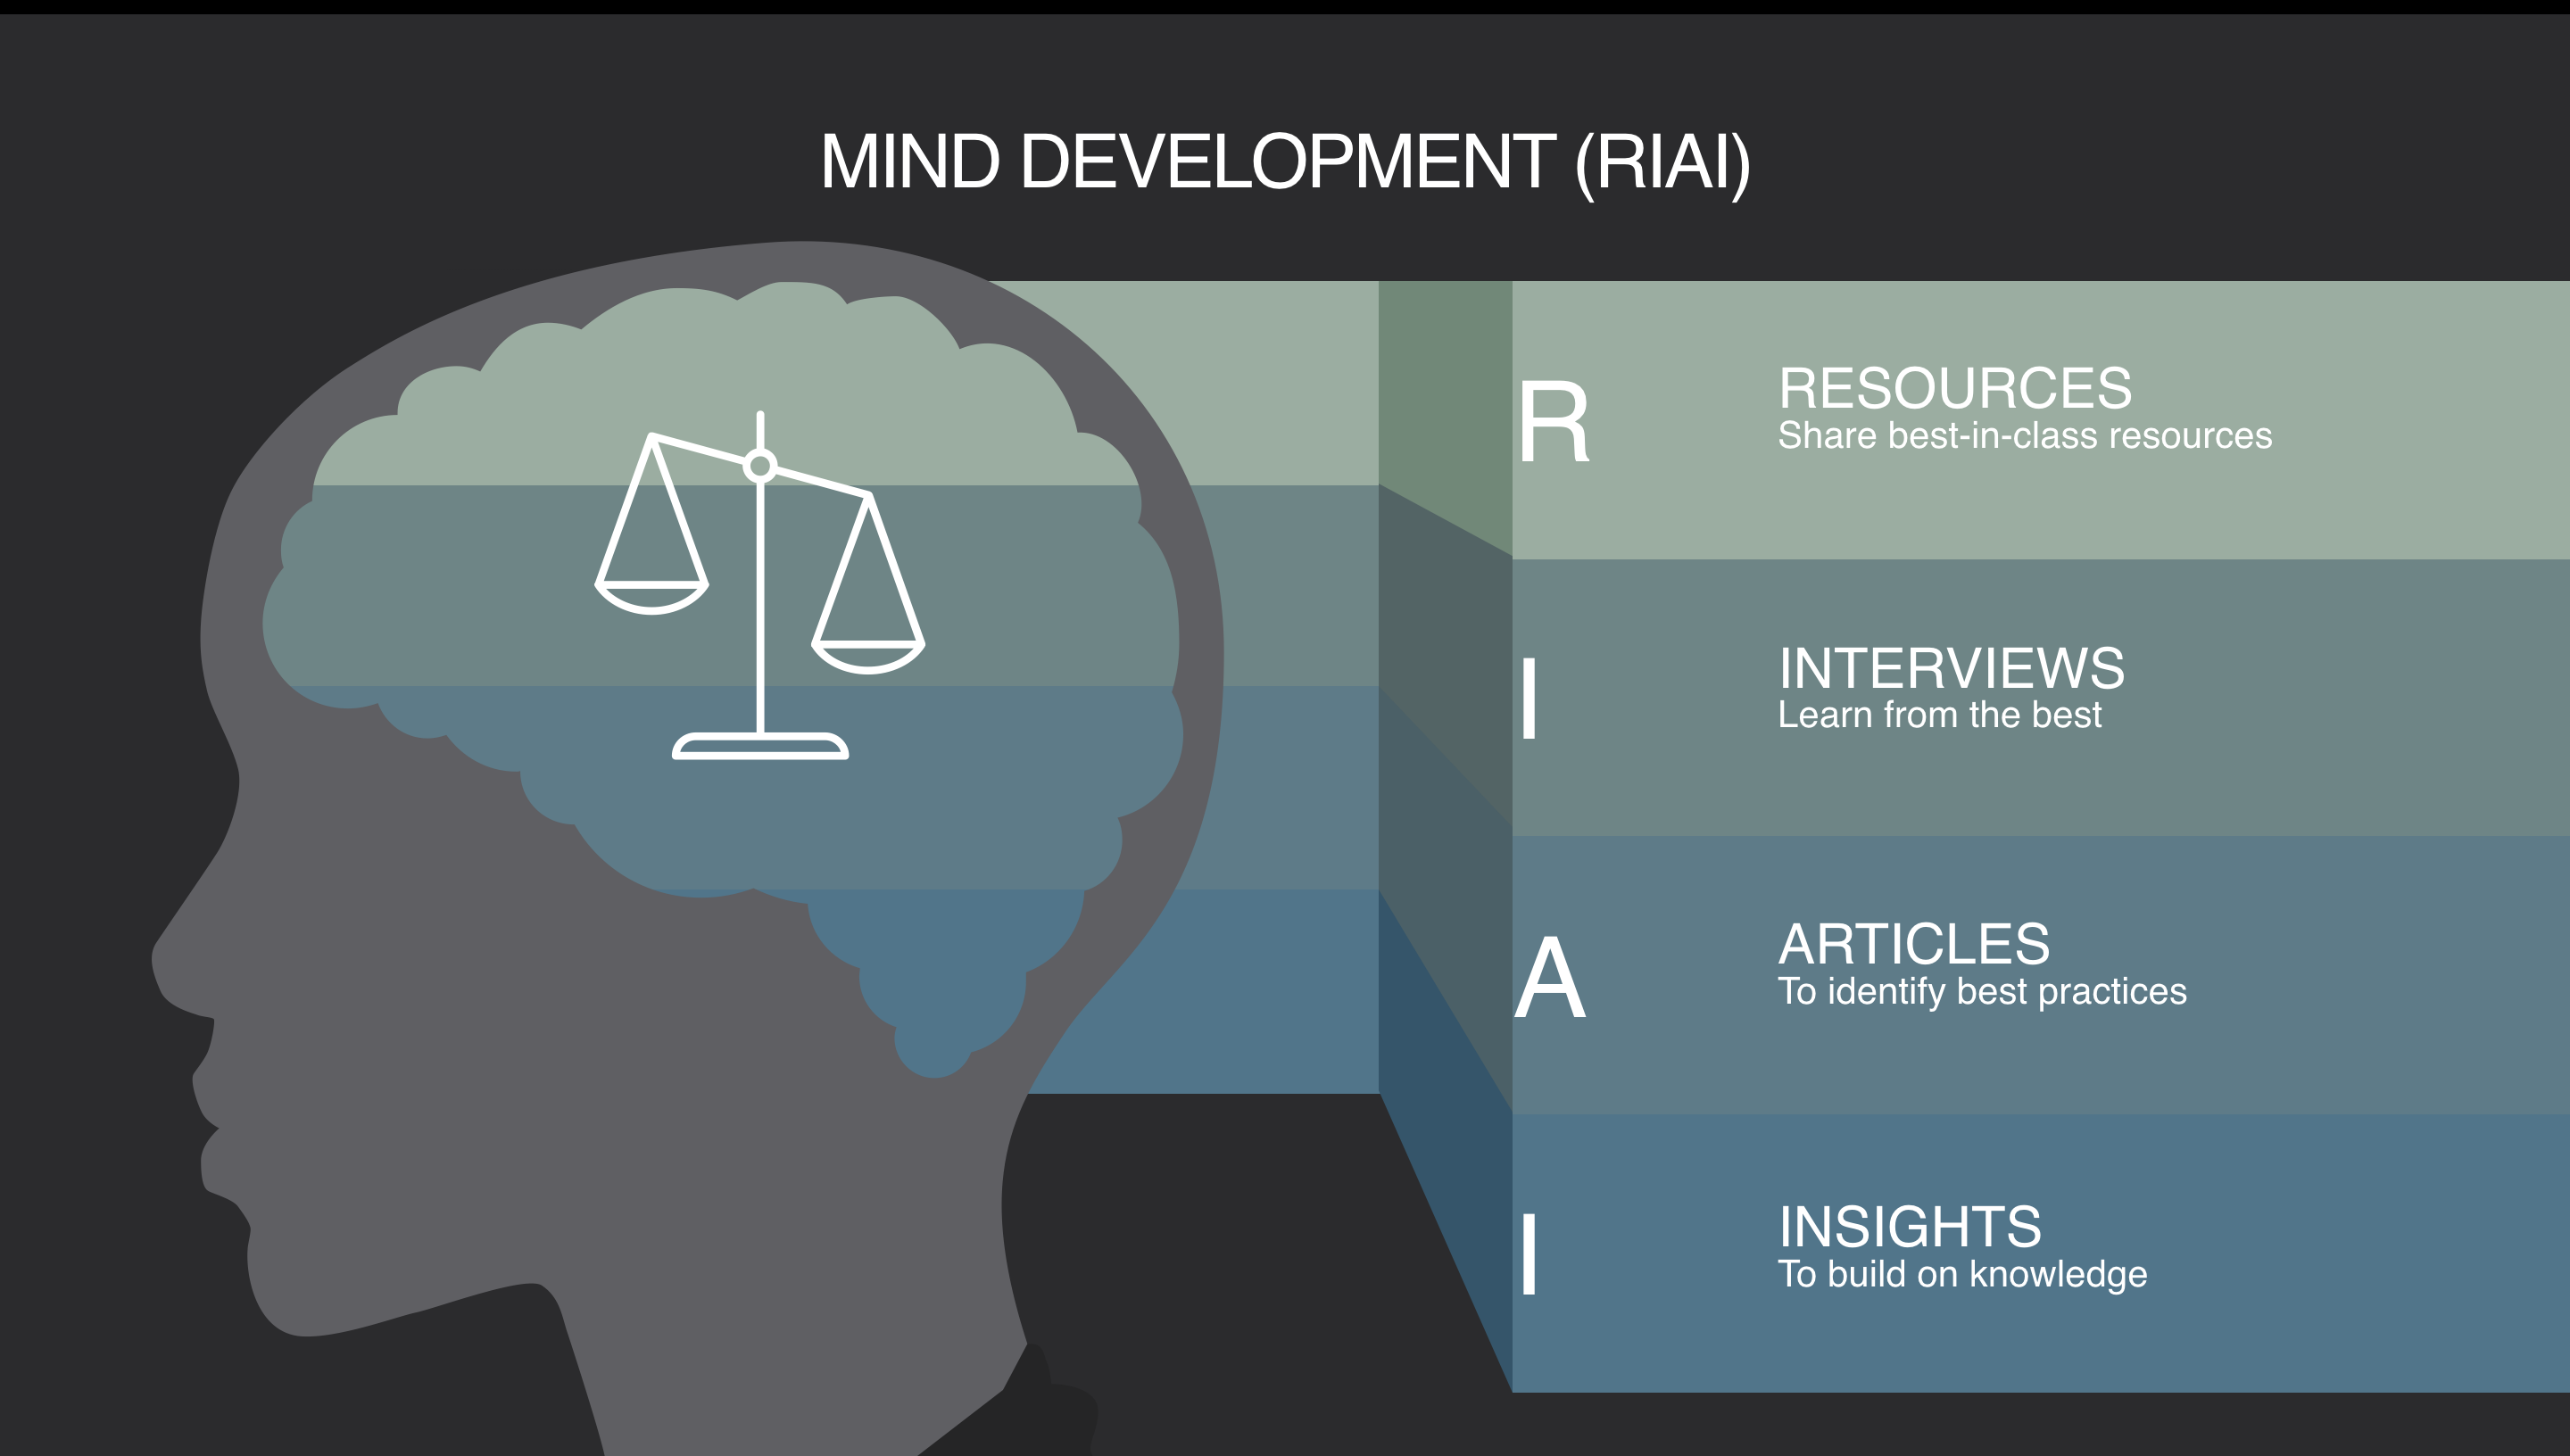 MIND DEVELOPMENT (RIAI)
R
RESOURCES
Share best-in-class resources
I
INTERVIEWS
Learn from the best
A
ARTICLES
To identify best practices
I
INSIGHTS
To build on knowledge